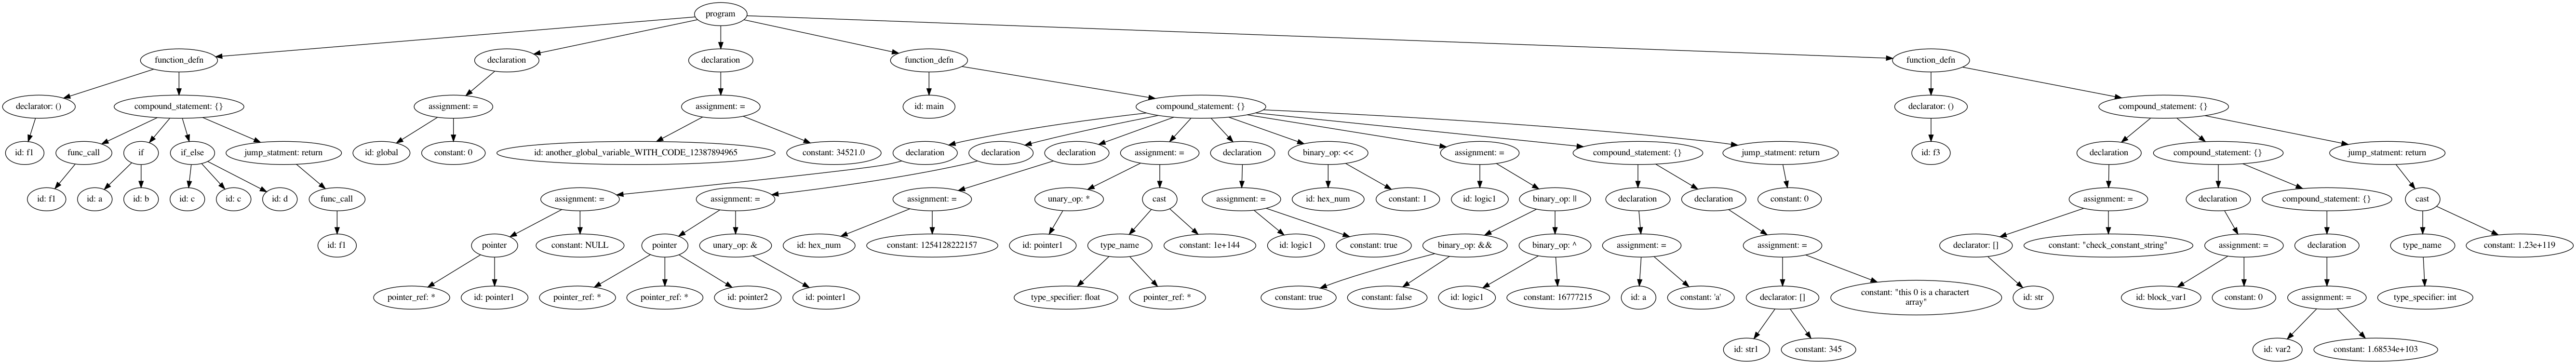 program
function_defn
declaration
declaration
function_defn
function_defn
declarator: ()
compound_statement: {}
assignment: =
assignment: =
id: main
compound_statement: {}
declarator: ()
compound_statement: {}
id: f1
func_call
if
if_else
jump_statment: return
id: global
constant: 0
id: another_global_variable_WITH_CODE_12387894965
constant: 34521.0
declaration
declaration
declaration
assignment: =
declaration
binary_op: <<
assignment: =
compound_statement: {}
jump_statment: return
id: f3
declaration
compound_statement: {}
jump_statment: return
id: f1
id: a
id: b
id: c
id: c
id: d
func_call
assignment: =
assignment: =
assignment: =
unary_op: *
cast
assignment: =
id: hex_num
constant: 1
id: logic1
binary_op: ||
declaration
declaration
constant: 0
assignment: =
declaration
compound_statement: {}
cast
id: f1
pointer
constant: NULL
pointer
unary_op: &
id: hex_num
constant: 1254128222157
id: pointer1
type_name
constant: 1e+144
id: logic1
constant: true
binary_op: &&
binary_op: ^
assignment: =
assignment: =
declarator: []
constant: "check_constant_string"
assignment: =
declaration
type_name
constant: 1.23e+119
pointer_ref: *
id: pointer1
pointer_ref: *
pointer_ref: *
id: pointer2
id: pointer1
type_specifier: float
pointer_ref: *
constant: true
constant: false
id: logic1
constant: 16777215
id: a
constant: 'a'
declarator: []
constant: "this 0 is a charactert
array"
id: str
id: block_var1
constant: 0
assignment: =
type_specifier: int
id: str1
constant: 345
id: var2
constant: 1.68534e+103